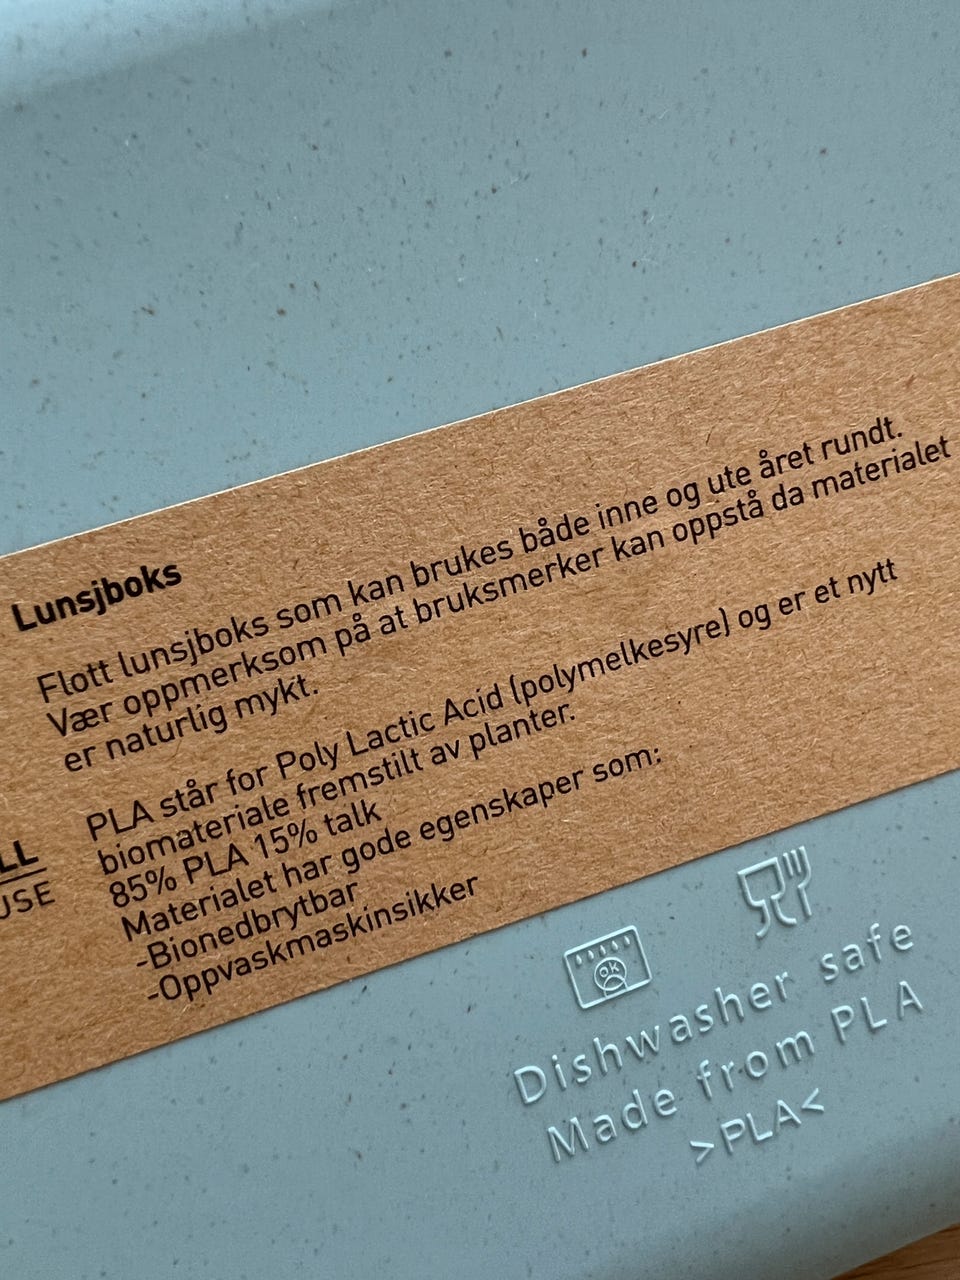 Lunsjboks
Flott lunsjboks som kan brukes både inne og ute året rundt.
Vær oppmerksom på at bruksmerker kan oppstå da materialet
er naturlig mykt.
PLA står for Poly Lactic Acid (polymelkesyre) og er et nytt
biomateriale fremstilt av planter.
85% PLA 15% talk
Materialet har gode egenskaper som:
-Bionedbrytbar
-Oppvaskmaskinsikker
LL
USE
ok
Dishwasher safe
Made from PLA
>PLA<